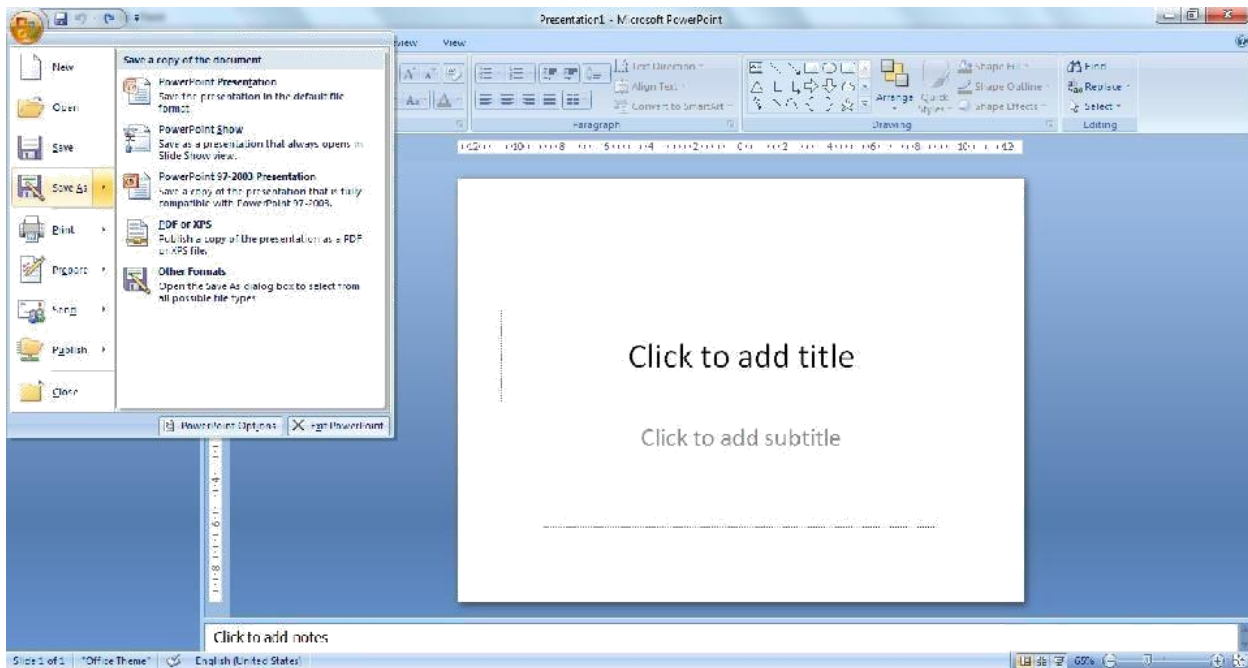 Presentation1 - Microsoft PowerPoint
View
New
Open
Save
Save As
Print
Prepare
Send
Publish
Close
Save a copy of the document
PowerPoint Presentation
Save the presentation in the default file
format.
PowerPoint Show
Save as a presentation that always opens in
Slide Show view.
PowerPoint 97-2003 Presentation
Save a copy of the presentation that is fully
compatible with PowerPoint 97-2003.
PDF or XPS
Publish a copy of the presentation as a PDF
or XPS file.
Other Formats
Open the Save As dialog box to select from
all possible file types.
PowerPoint Options
Exit PowerPoint
Text Direction
Align Text
Convert to SmartArt
Paragraph
Arrange
Quick
Styles
Shape Fill
Shape Outline
Shape Effects
Drawing
Find
Replace
Select
Editing
Click to add title
Click to add subtitle
Click to add notes
Slide 1 of 1
"Office Theme"
English (United States)
65%